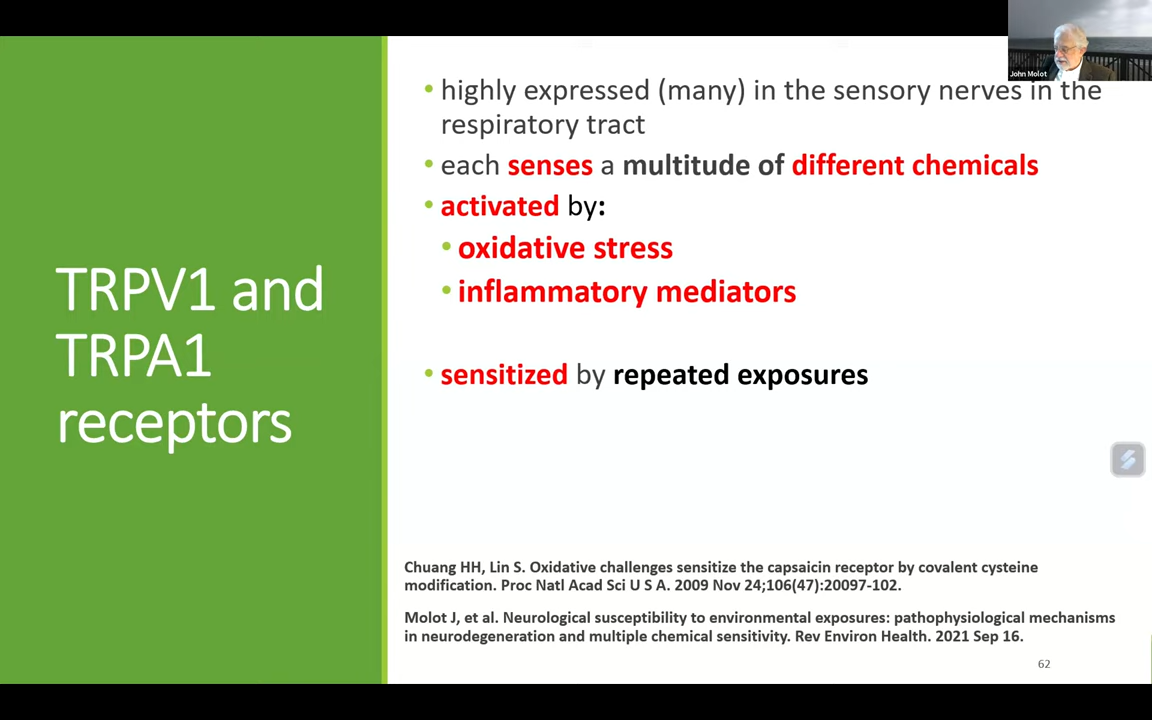 John Molot
TRPV1 and
TRPA1
receptors
• highly expressed (many) in the sensory nerves in the
respiratory tract
• each senses a multitude of different chemicals
• activated by:
• oxidative stress
• inflammatory mediators
• sensitized by repeated exposures
Chuang HH, Lin S. Oxidative challenges sensitize the capsaicin receptor by covalent cysteine
modification. Proc Natl Acad Sci U S A. 2009 Nov 24;106(47):20097-102.
Molot J, et al. Neurological susceptibility to environmental exposures: pathophysiological mechanisms
in neurodegeneration and multiple chemical sensitivity. Rev Environ Health. 2021 Sep 16.
62